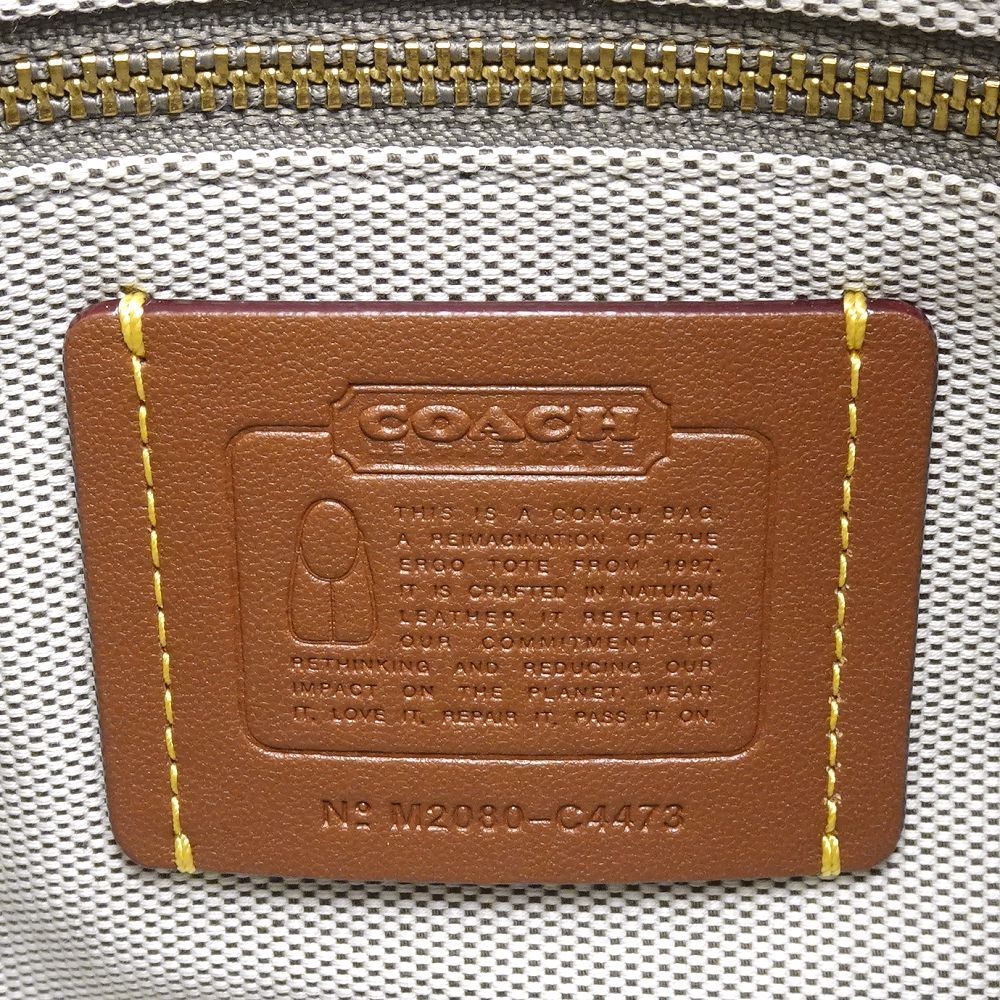 COACH
LEATHERWARE
THIS IS A COACH BAG.
A REIMAGINATION OF THE
ERGO TOTE FROM 1997.
IT IS CRAFTED IN NATURAL
LEATHER. IT REFLECTS
OUR COMMITMENT TO
RETHINKING AND REDUCING OUR
IMPACT ON THE PLANET. WEAR
IT, LOVE IT, REPAIR IT, PASS IT ON.
Nº M2080-C4473